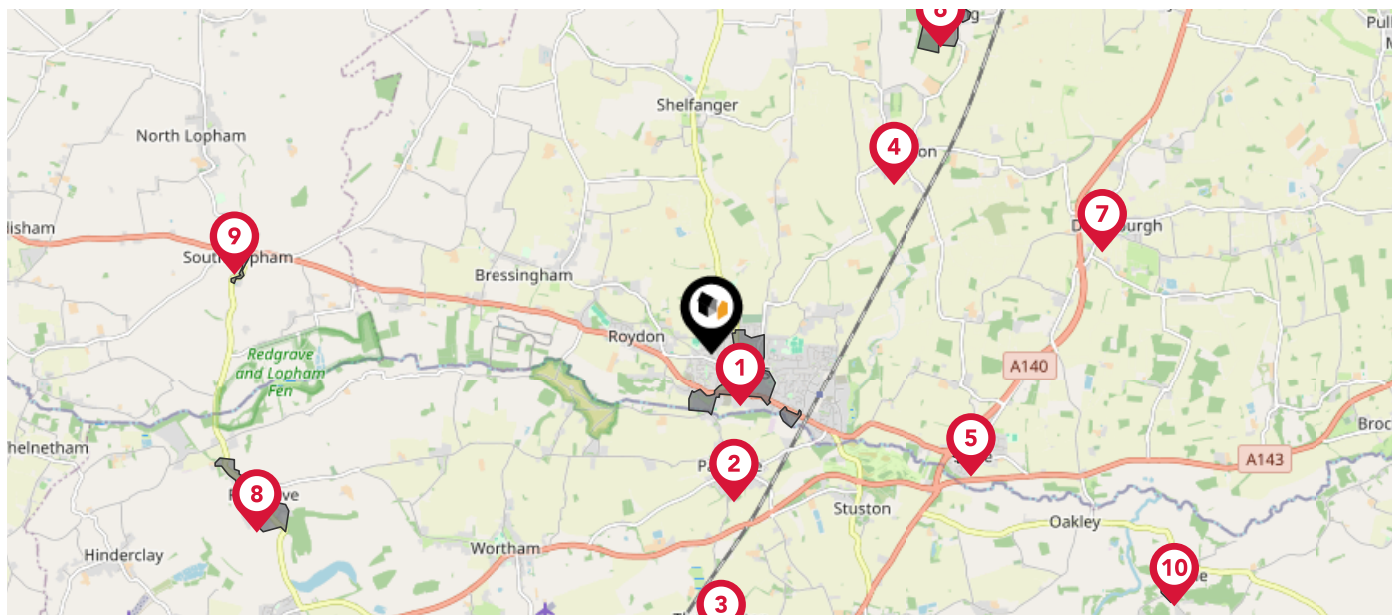 6
Shelfanger
North Lopham
4
7
9
Bressingham
Roydon
1
Redgrave
and Lopham
Fen
A140
5
A143
2
8
Stuston
Oakley
Wortham
Hinderclay
10
3